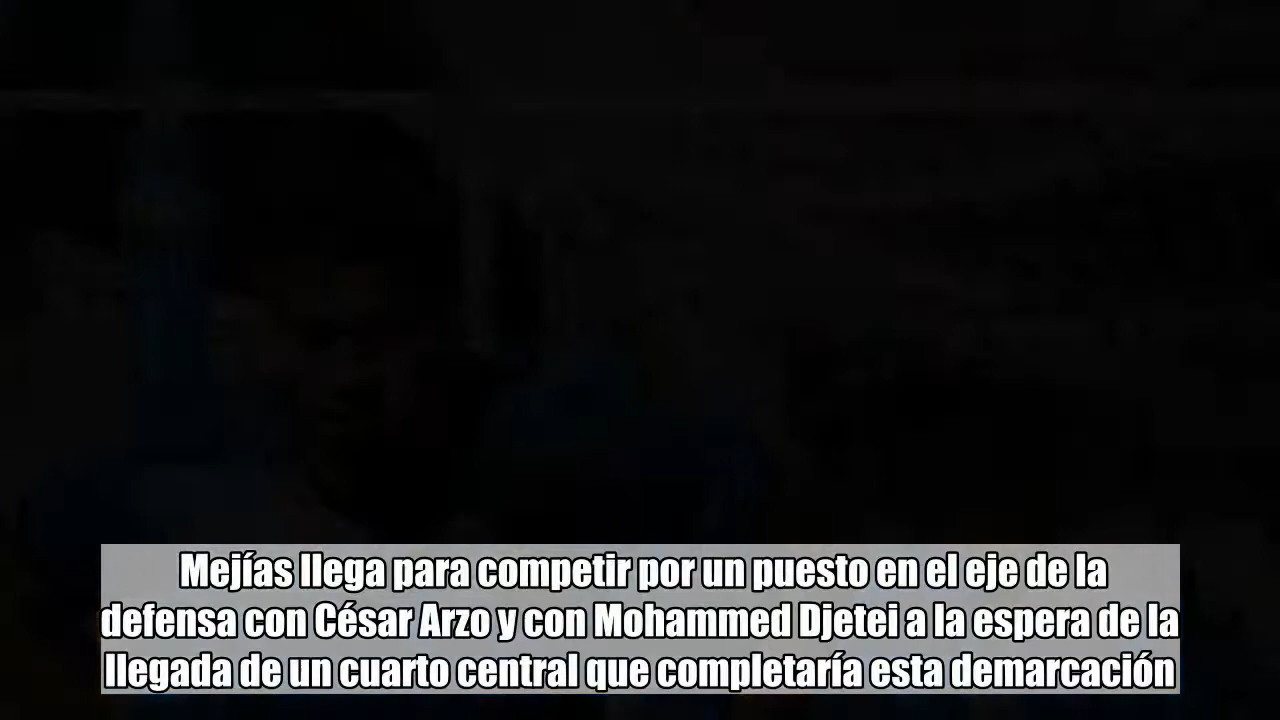 Mejías llega para competir por un puesto en el eje de la
defensa con César Arzo y con Mohammed Djetei a la espera de la
llegada de un cuarto central que completaría esta demarcación